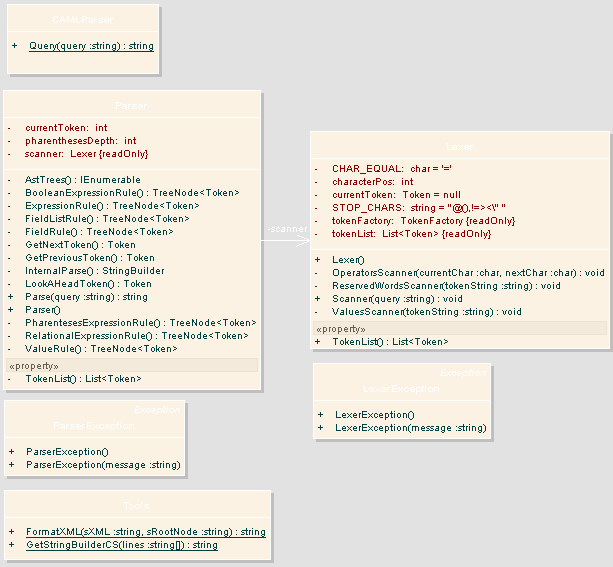 CAMLParser
+ Query(query :string) : string
Parser
- currentToken: int
- pharenthesesDepth: int
- scanner: Lexer {readOnly}
- AstTrees() : IEnumerable
- BooleanExpressionRule() : TreeNode<Token>
- ExpressionRule() : TreeNode<Token>
- FieldListRule() : TreeNode<Token>
- FieldRule() : TreeNode<Token>
- GetNextToken() : Token
- GetPreviousToken() : Token
- InternalParse() : StringBuilder
- LookAHeadToken() : Token
+ Parse(query :string) : string
+ Parser()
- PharentesesExpressionRule() : TreeNode<Token>
- RelationalExpressionRule() : TreeNode<Token>
- ValueRule() : TreeNode<Token>
«property»
- TokenList() : List<Token>
-scanner
Lexer
- CHAR_EQUAL: char = '='
- characterPos: int
- currentToken: Token = null
- STOP_CHARS: string = "@(),!=><\" "
- tokenFactory: TokenFactory {readOnly}
- tokenList: List<Token> {readOnly}
+ Lexer()
- OperatorsScanner(currentChar :char, nextChar :char) : void
- ReservedWordsScanner(tokenString :string) : void
+ Scanner(query :string) : void
- ValuesScanner(tokenString :string) : void
«property»
+ TokenList() : List<Token>
Exception
LexerException
+ LexerException()
+ LexerException(message :string)
Exception
ParserException
+ ParserException()
+ ParserException(message :string)
Tools
+ FormatXML(sXML :string, sRootNode :string) : string
+ GetStringBuilderCS(lines :string[]) : string